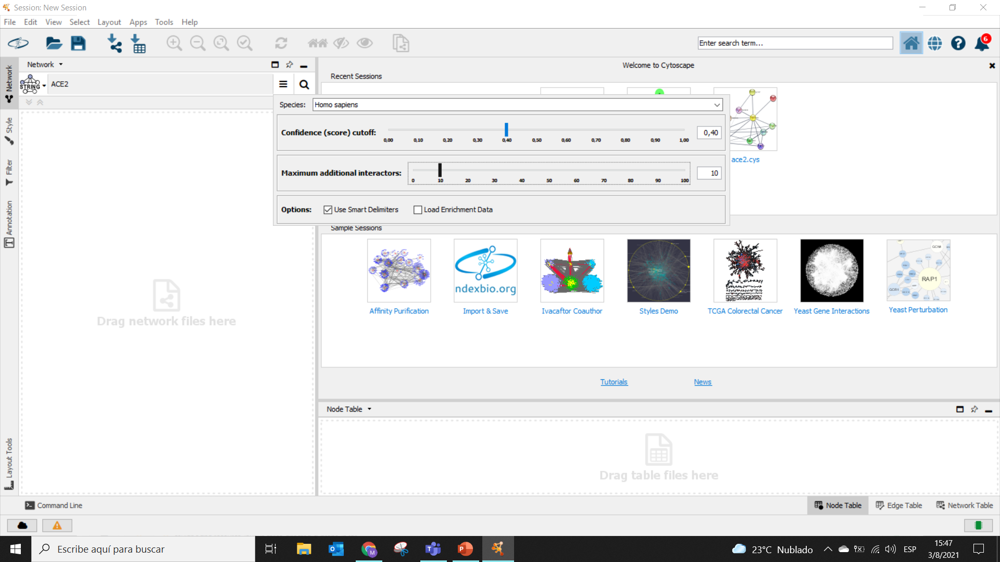 Session: New Session
File Edit View Select Layout Apps Tools Help
Enter search term...
6
Network
Welcome to Cytoscape
Recent Sessions
STRING
ACE2
Species: Homo sapiens
Confidence (score) cutoff:
0,00 0,10 0,20 0,30 0,40 0,50 0,60 0,70 0,80 0,90 1,00
0,40
Maximum additional interactors:
0 10 20 30 40 50 60 70 80 90 100
10
Options: Use Smart Delimiters Load Enrichment Data
ace2.cys
Sample Sessions
ndexbio.org
GCN4
RAP1
GCR1
Affinity Purification
Import & Save
Ivacaftor Coauthor
Styles Demo
TCGA Colorectal Cancer
Yeast Gene Interactions
Yeast Perturbation
Tutorials
News
Network
Style
Filter
Annotation
Layout Tools
Drag network files here
Node Table
Drag table files here
Command Line
Node Table
Edge Table
Network Table
Escribe aquí para buscar
23°C Nublado
ESP
15:47
3/8/2021